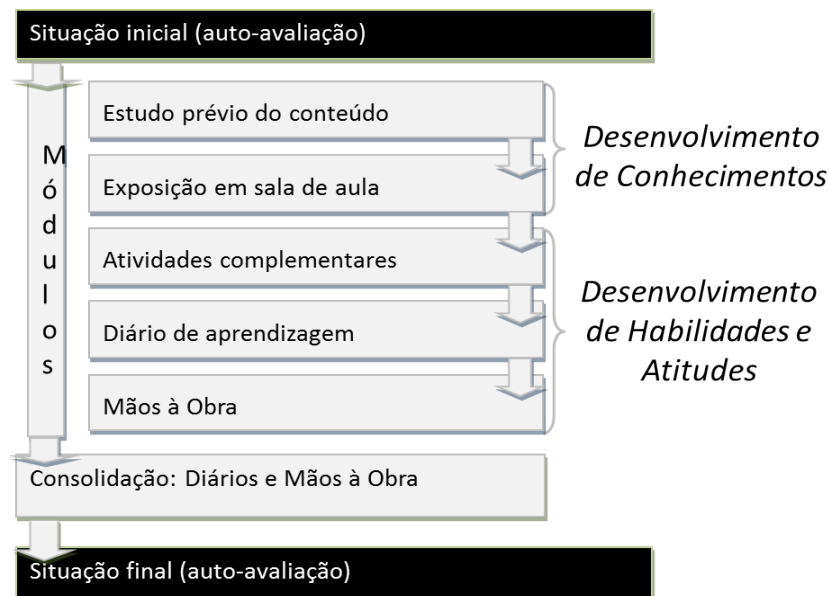 Situação inicial (auto-avaliação)
Módulos
Estudo prévio do conteúdo
Exposição em sala de aula
Desenvolvimento
de Conhecimentos
Atividades complementares
Diário de aprendizagem
Mãos à Obra
Desenvolvimento
de Habilidades e
Atitudes
Consolidação: Diários e Mãos à Obra
Situação final (auto-avaliação)